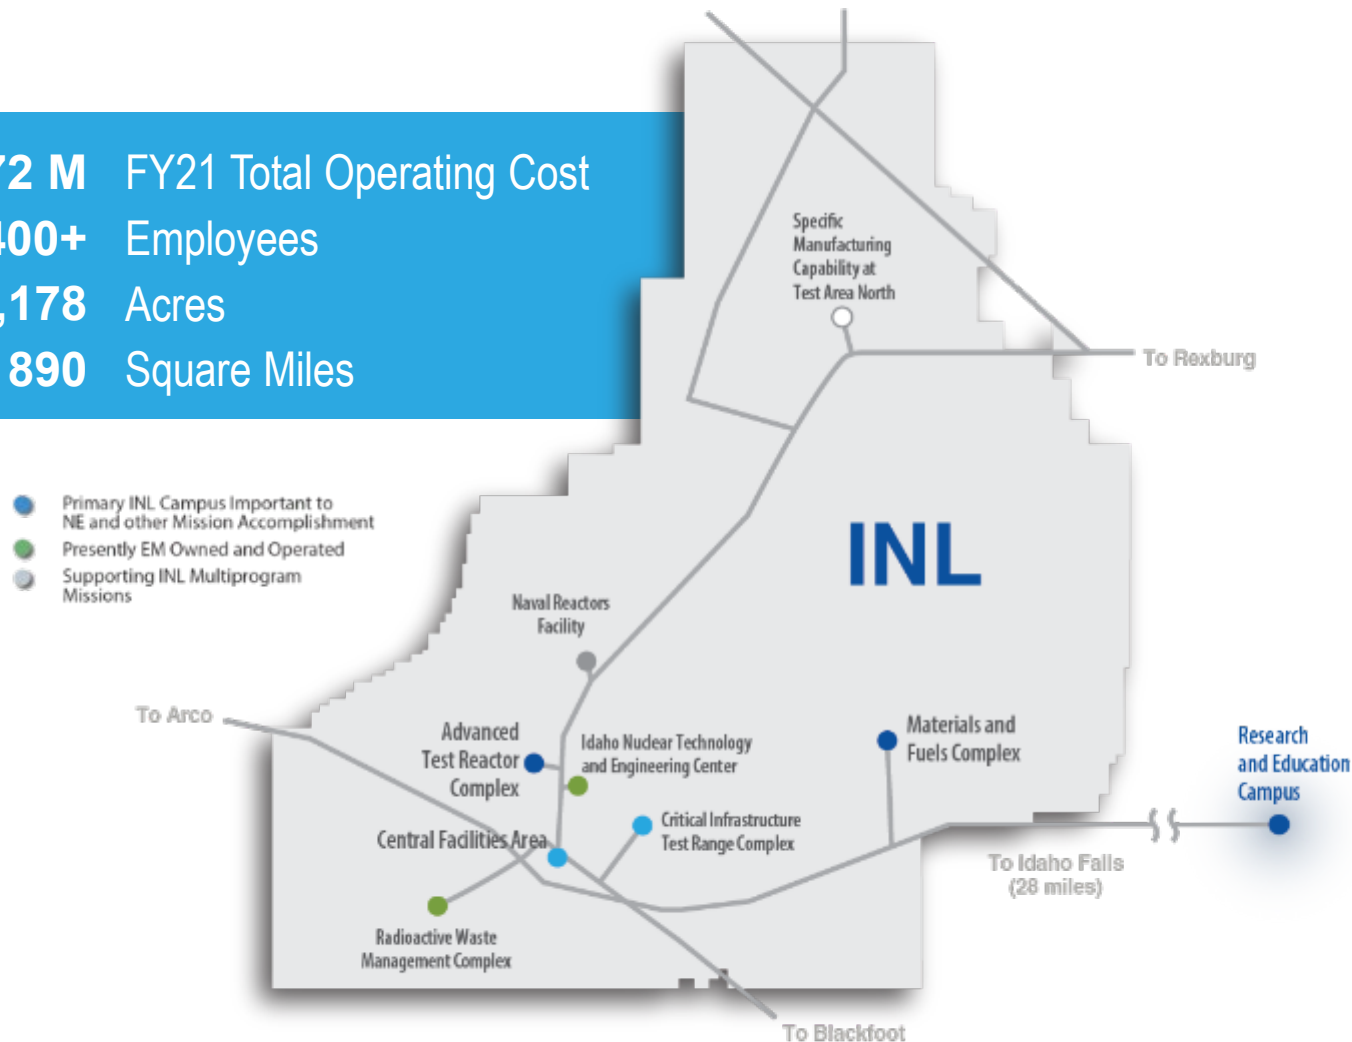 72 M FY21 Total Operating Cost
400+ Employees
,178 Acres
890 Square Miles
Primary INL Campus Important to
NE and other Mission Accomplishment
Presently EM Owned and Operated
Supporting INL Multiprogram
Missions
Specific
Manufacturing
Capability at
Test Area North
To Rexburg
INL
Naval Reactors
Facility
To Arco
Advanced
Test Reactor
Complex
Idaho Nuclear Technology
and Engineering Center
Materials and
Fuels Complex
Research
and Education
Campus
Central Facilities Area
Critical Infrastructure
Test Range Complex
To Idaho Falls
(28 miles)
Radioactive Waste
Management Complex
To Blackfoot